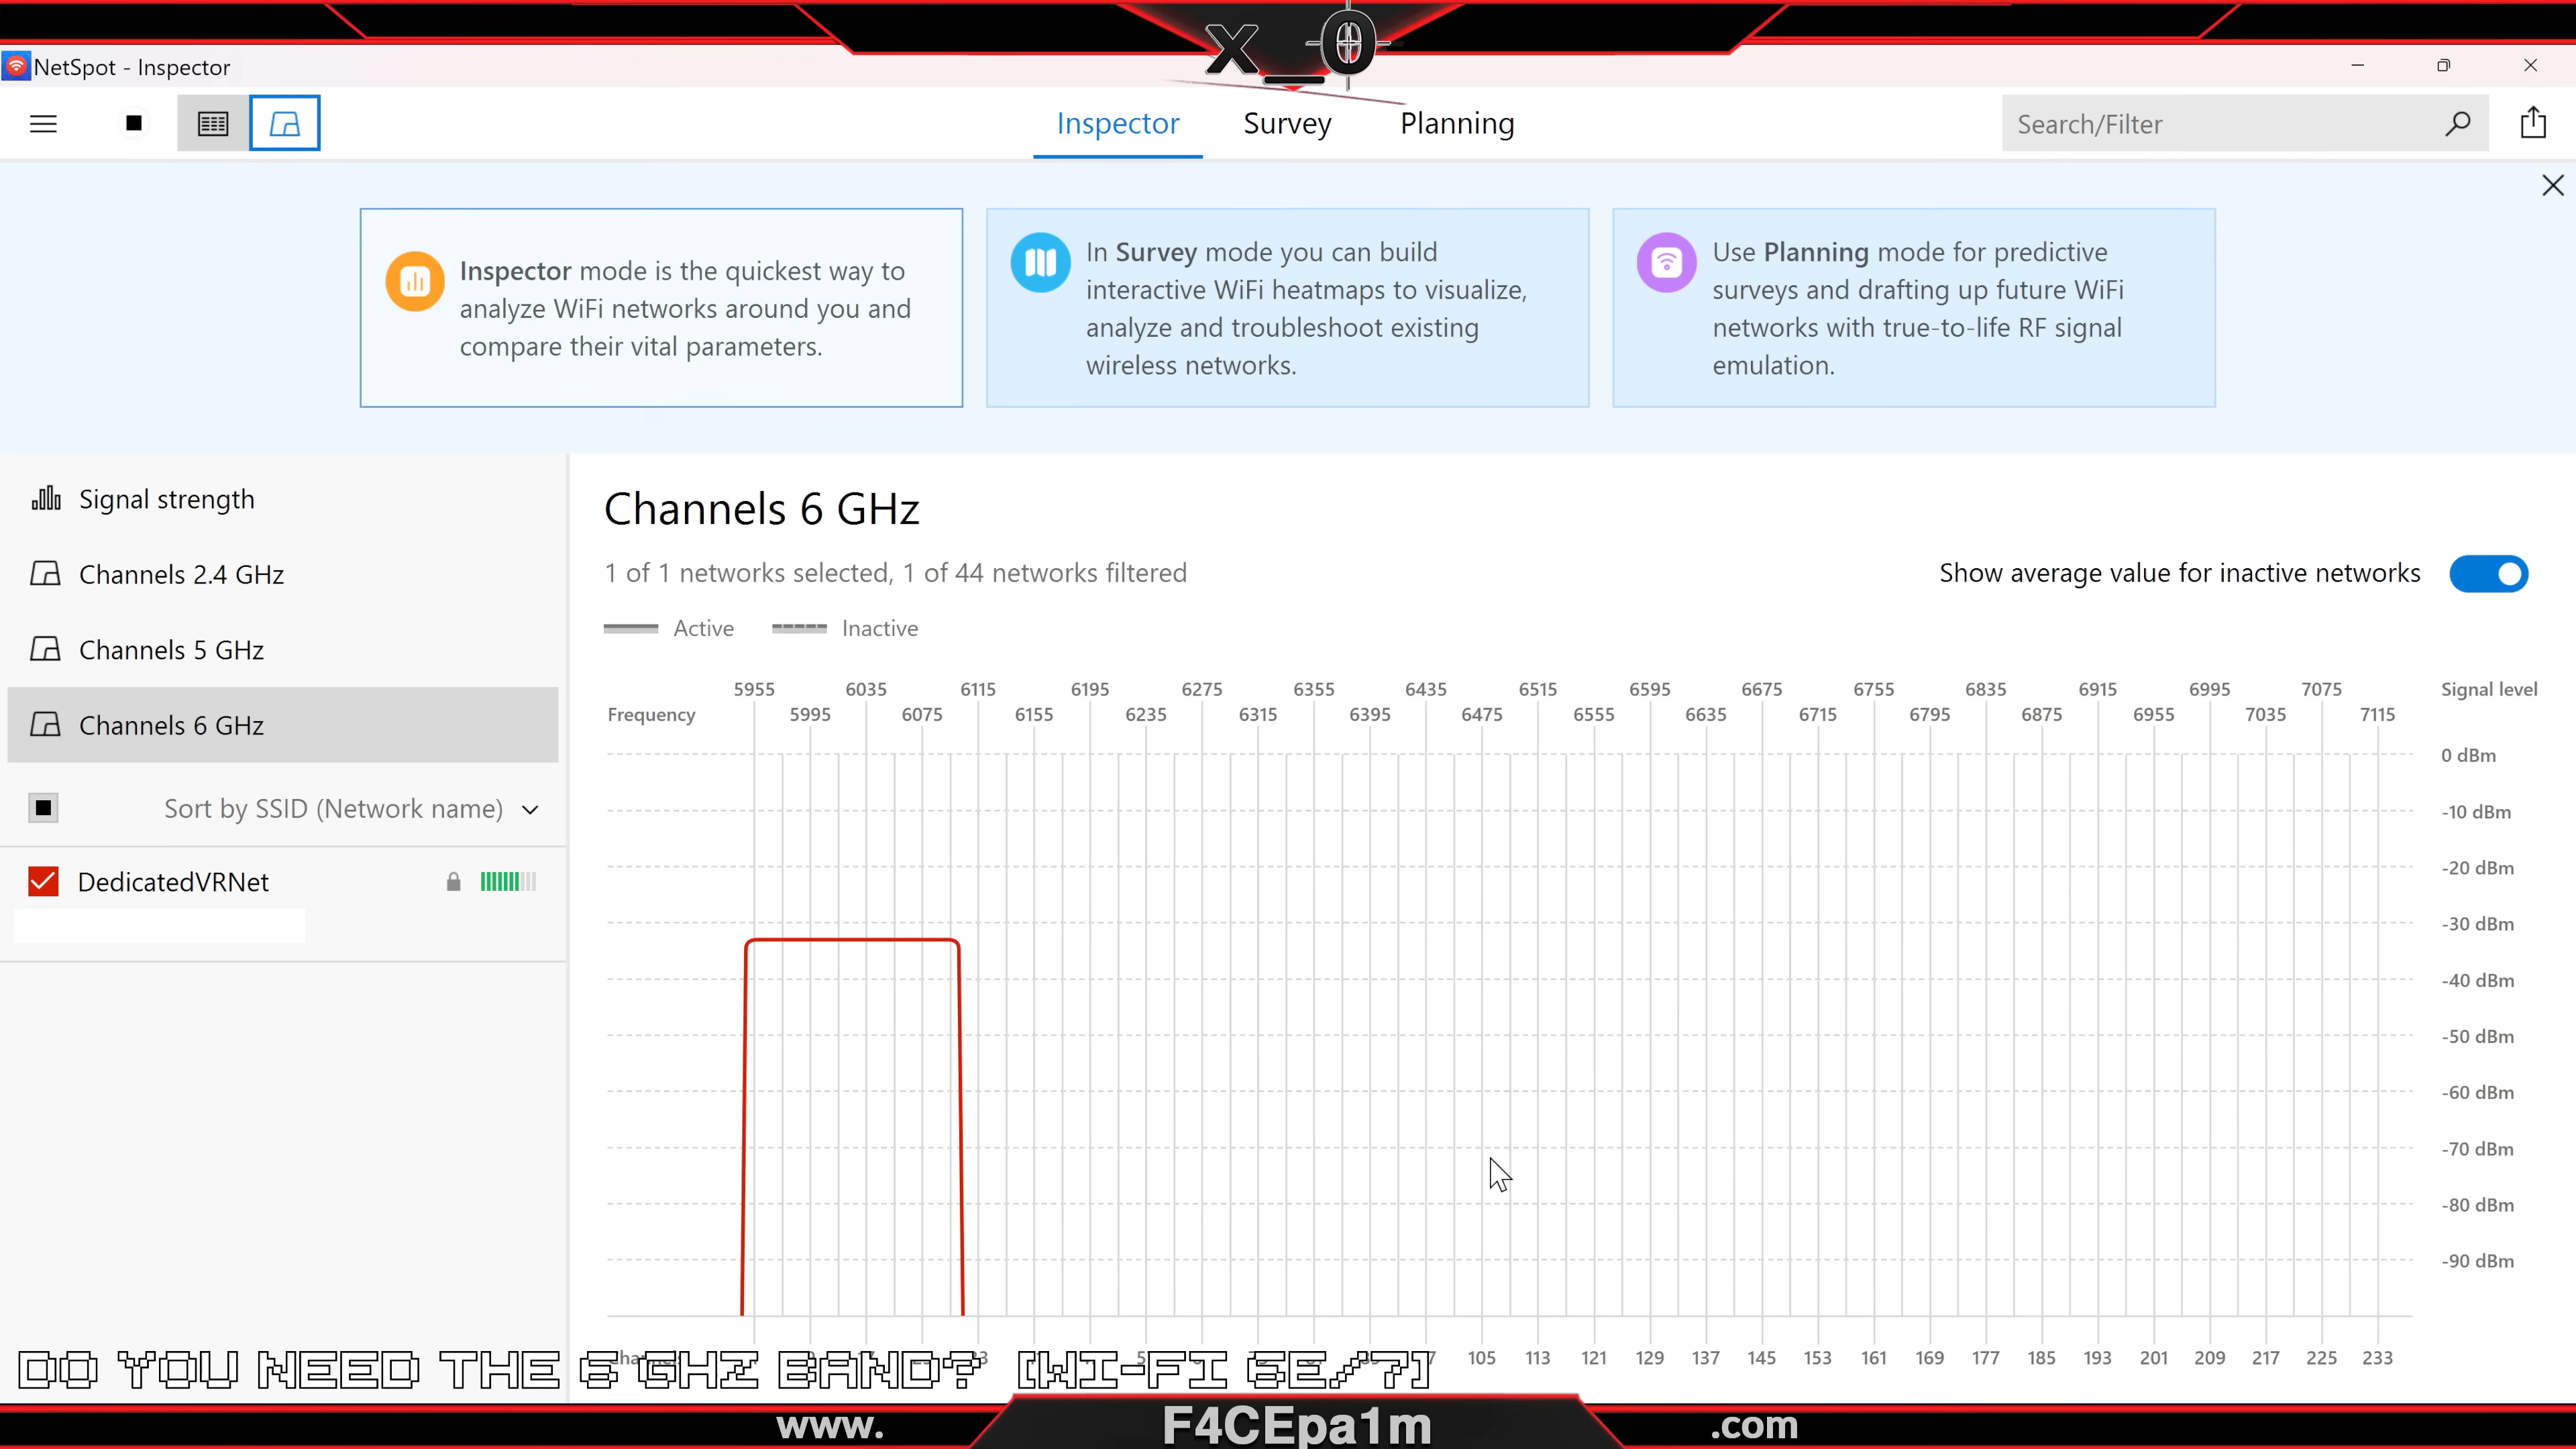 x_0
NetSpot - Inspector
Inspector
Survey
Planning
Search/Filter
Inspector mode is the quickest way to
analyze WiFi networks around you and
compare their vital parameters.
In Survey mode you can build
interactive WiFi heatmaps to visualize,
analyze and troubleshoot existing
wireless networks.
Use Planning mode for predictive
surveys and drafting up future WiFi
networks with true-to-life RF signal
emulation.
Signal strength
Channels 2.4 GHz
Channels 5 GHz
Channels 6 GHz
Sort by SSID (Network name)
DedicatedVRNet
Channels 6 GHz
1 of 1 networks selected, 1 of 44 networks filtered
Show average value for inactive networks
Active
Inactive
5955 6035 6115 6195 6275 6355 6435 6515 6595 6675 6755 6835 6915 6995 7075 Signal level
Frequency 5995 6075 6155 6235 6315 6395 6475 6555 6635 6715 6795 6875 6955 7035 7115
0 dBm
-10 dBm
-20 dBm
-30 dBm
-40 dBm
-50 dBm
-60 dBm
-70 dBm
-80 dBm
-90 dBm
105 113 121 129 137 145 153 161 169 177 185 193 201 209 217 225 233
DO YOU NEED THE 6 GHZ BAND? [WI-FI 6E/7]
www. F4CEpa1m .com